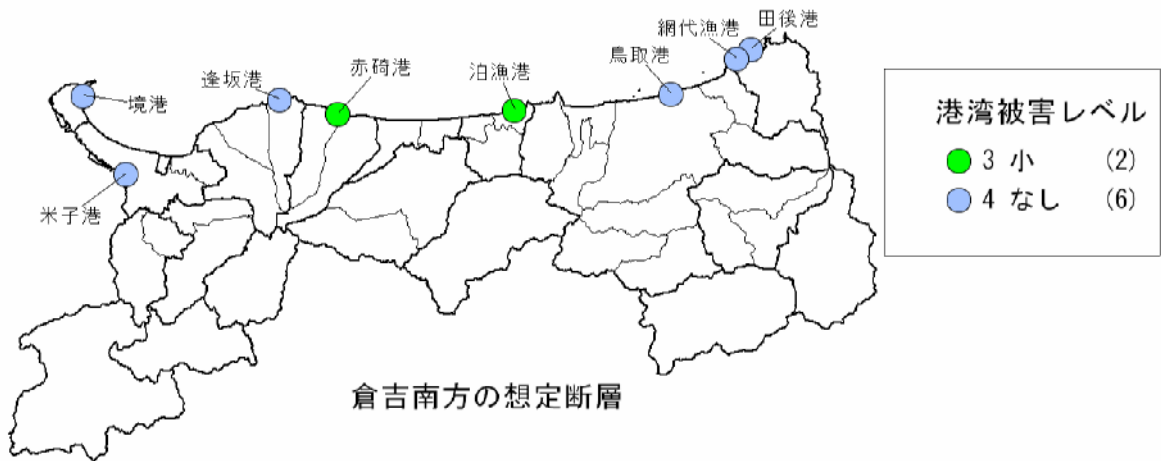 田後港
網代漁港
鳥取港
泊漁港
赤碕港
逢坂港
境港
米子港
港湾被害レベル
3 小 (2)
4 なし (6)
倉吉南方の想定断層